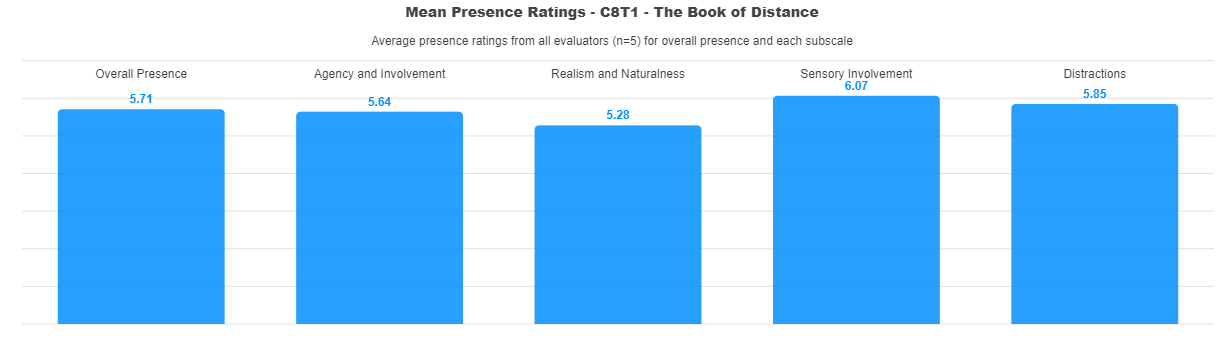 Mean Presence Ratings - C8T1 - The Book of Distance
Average presence ratings from all evaluators (n=5) for overall presence and each subscale
Overall Presence
Agency and Involvement
Realism and Naturalness
Sensory Involvement
Distractions
5.71
5.64
5.28
6.07
5.85